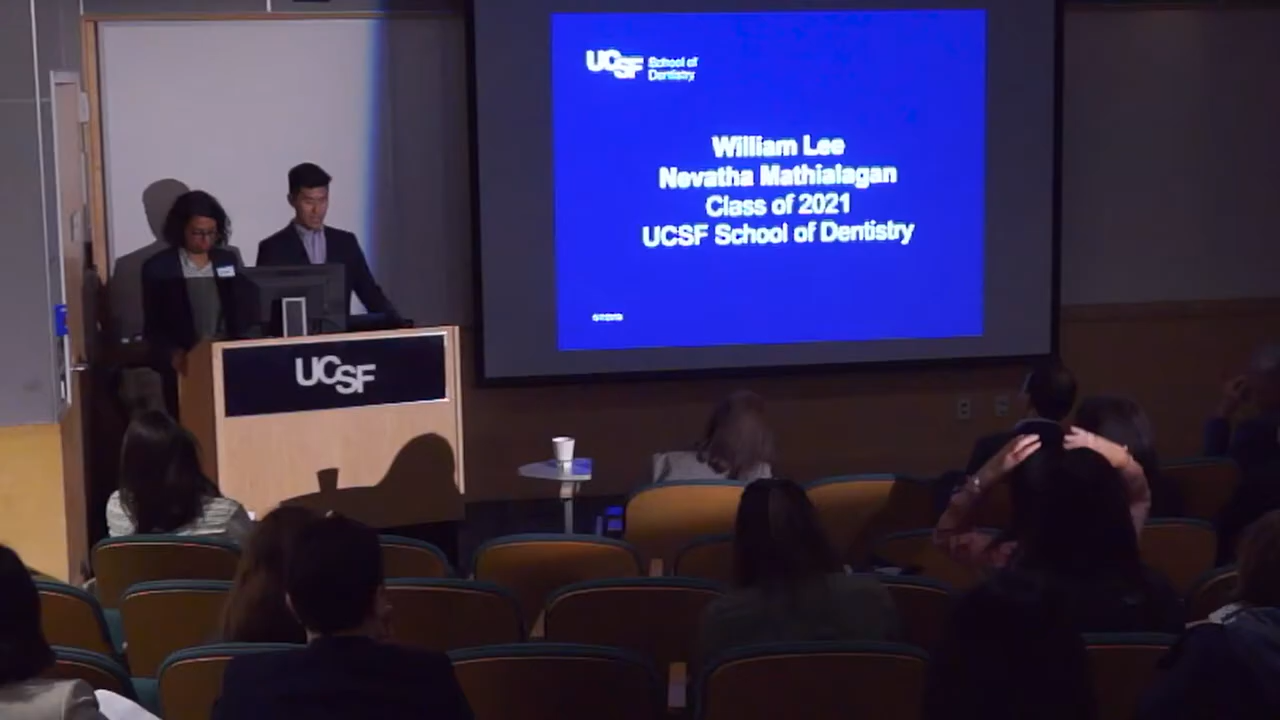 UCSF School of
Dentistry
William Lee
Nevatha Mathialagan
Class of 2021
UCSF School of Dentistry
UCSF